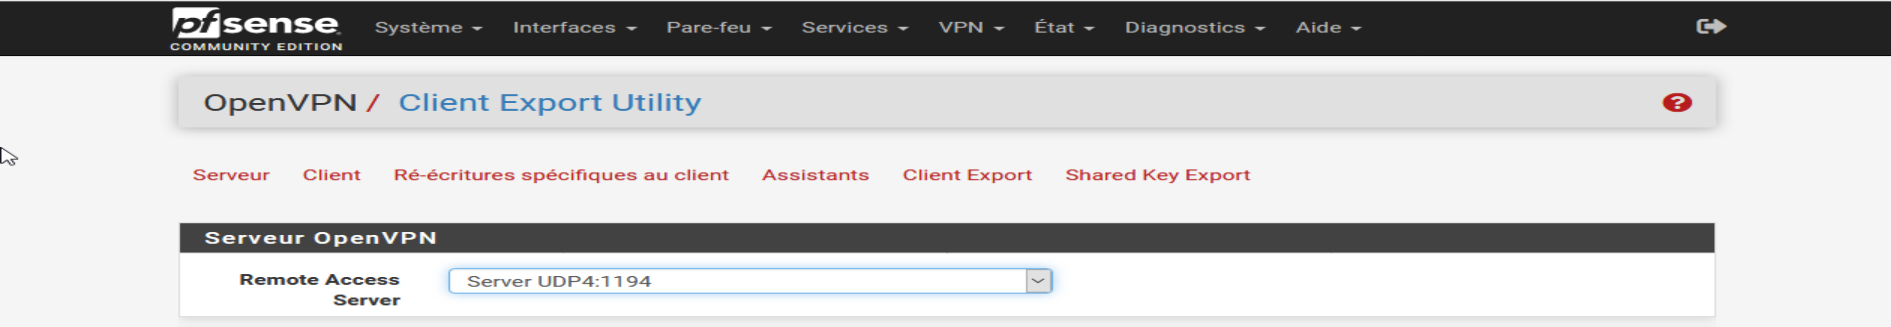 pfsense Système Interfaces Pare-feu Services VPN État Diagnostics Aide
COMMUNITY EDITION
OpenVPN / Client Export Utility
Serveur Client Ré-écritures spécifiques au client Assistants Client Export Shared Key Export
Serveur OpenVPN
Remote Access Server UDP4:1194
Server